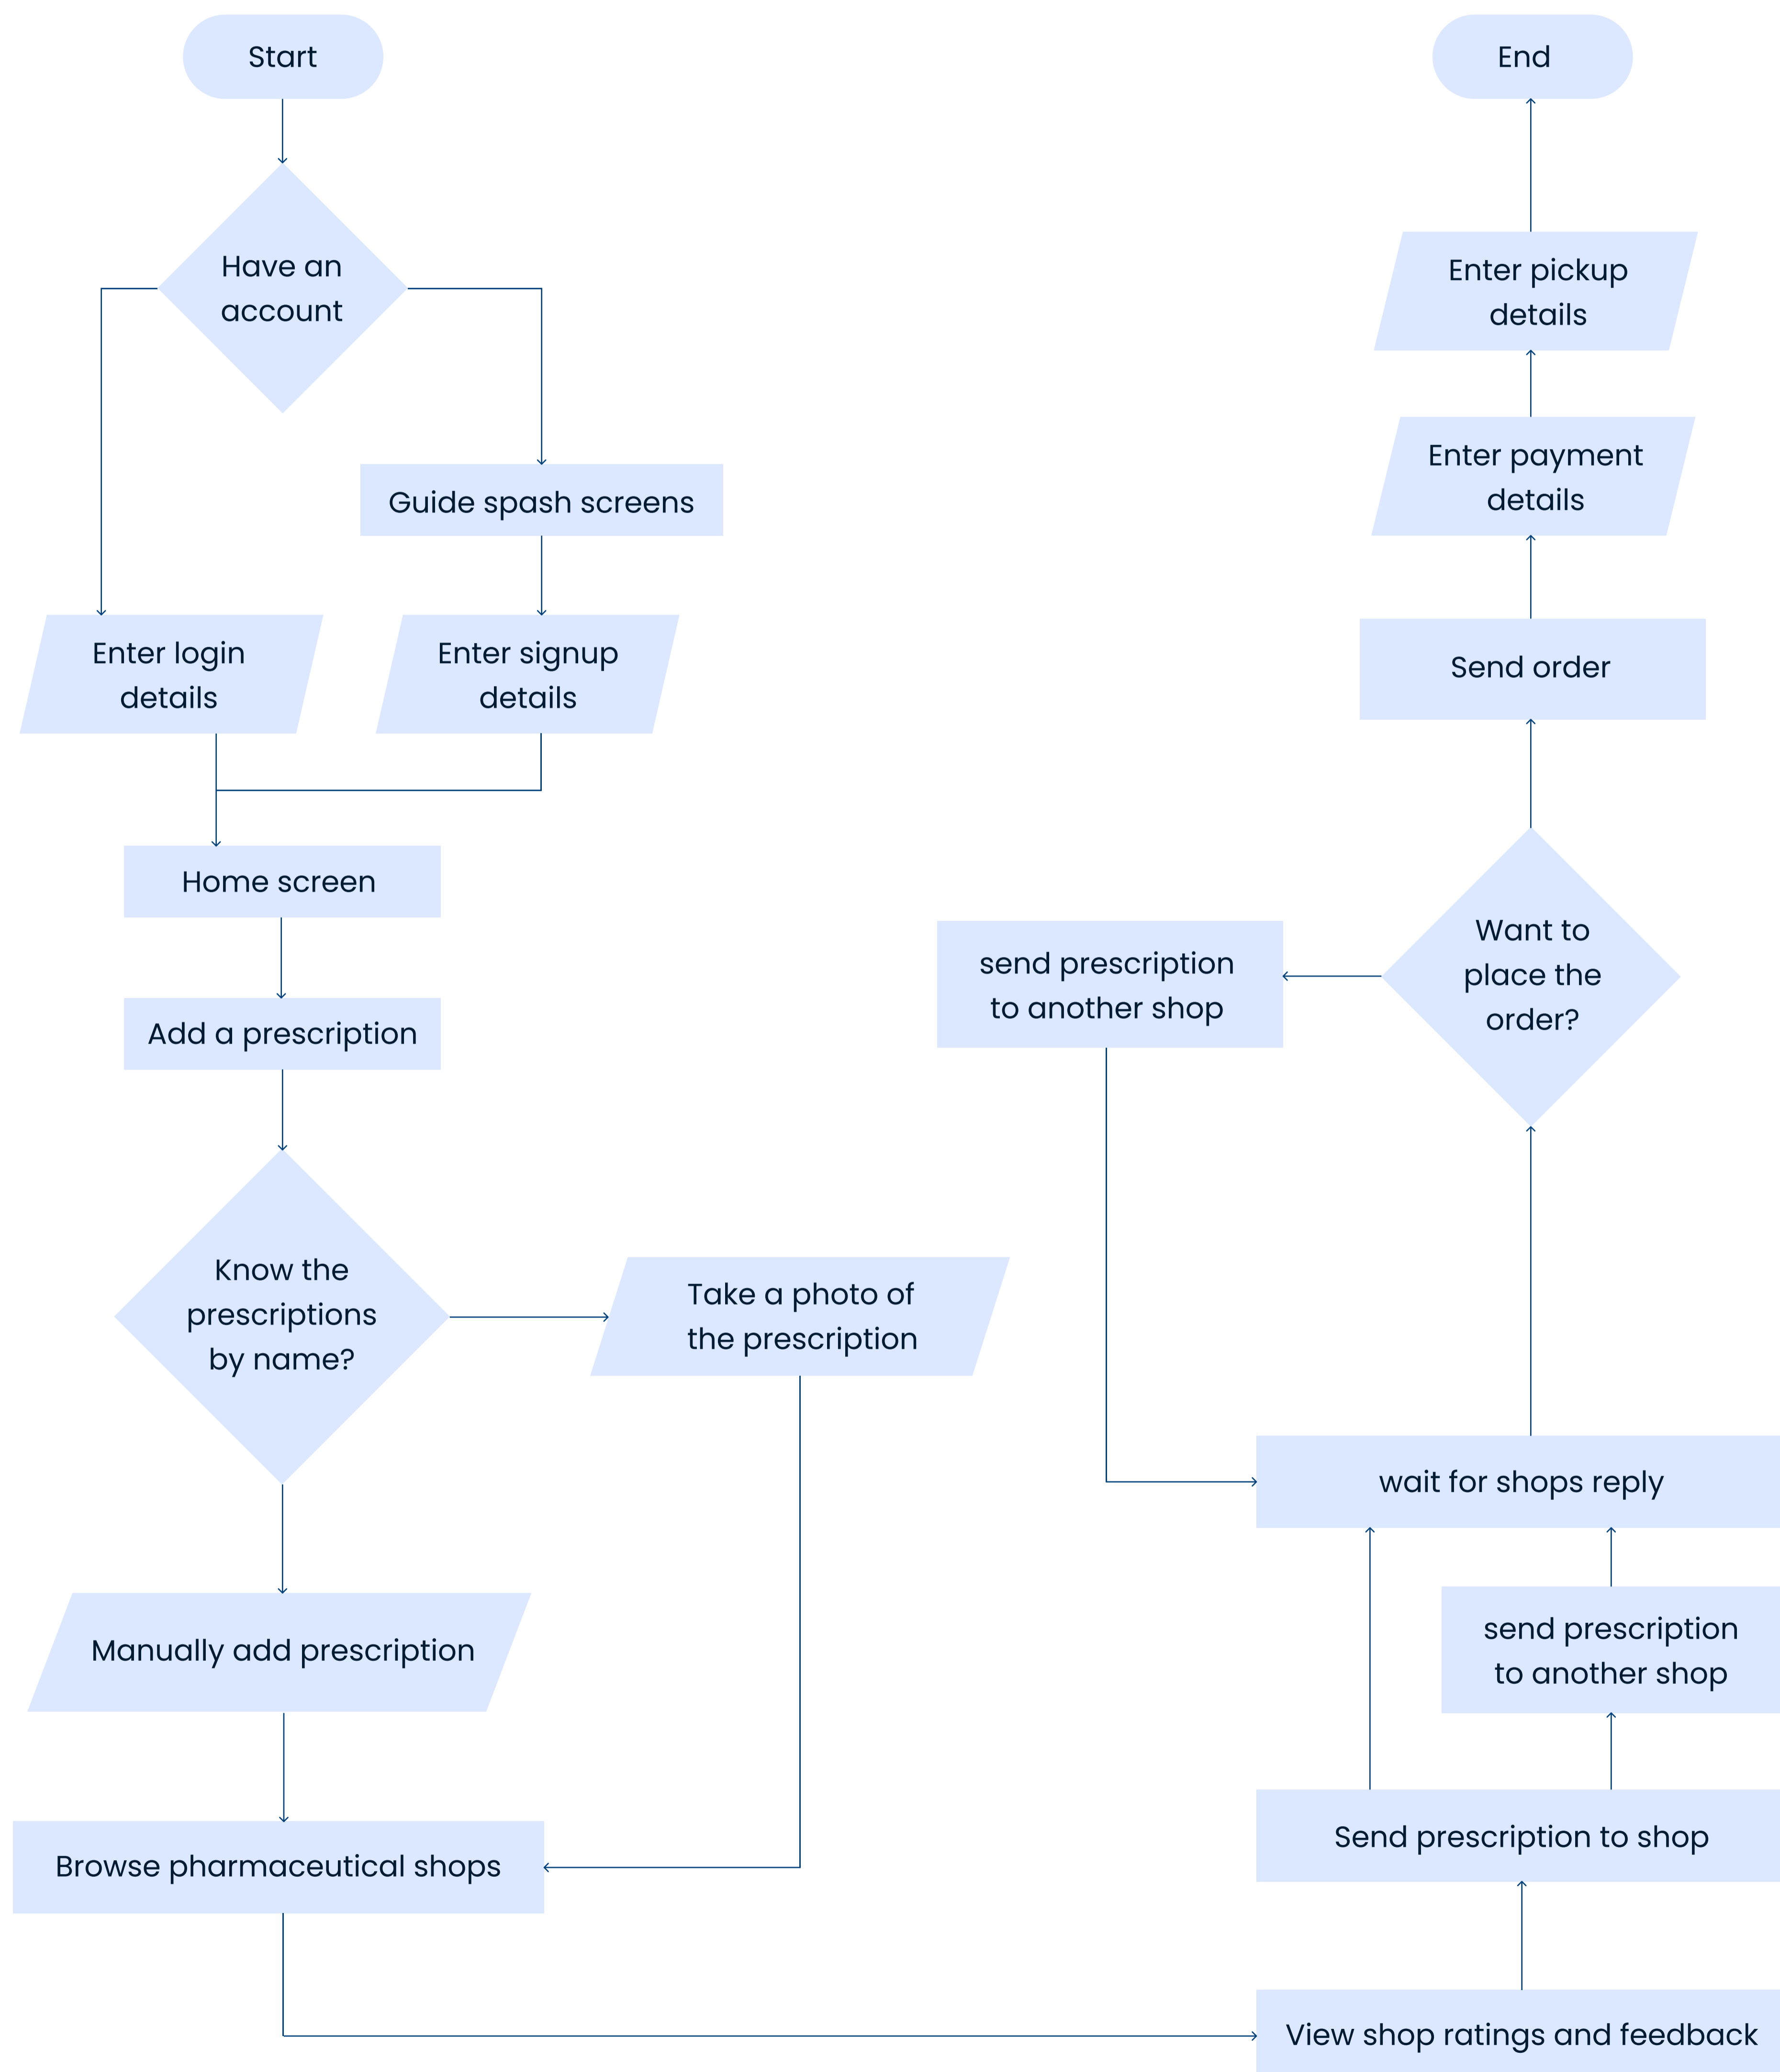 Start
Have an
account
Guide spash screens
Enter login
details
Enter signup
details
Home screen
Add a prescription
Know the
prescriptions
by name?
Take a photo of
the prescription
Manually add prescription
Browse pharmaceutical shops
View shop ratings and feedback
Send prescription to shop
send prescription
to another shop
wait for shops reply
Want to
place the
order?
send prescription
to another shop
Send order
Enter payment
details
Enter pickup
details
End